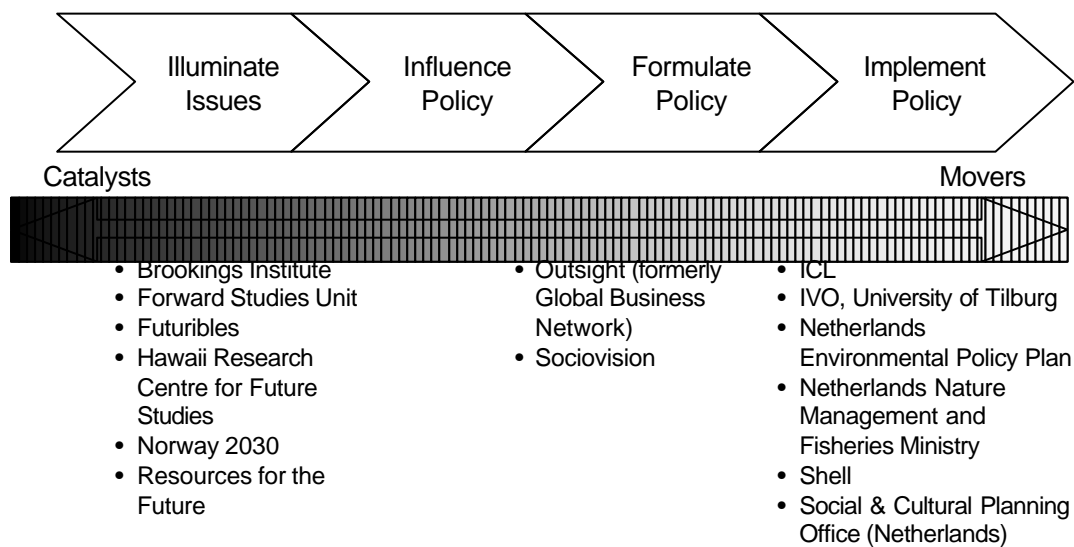 Illuminate
Issues
Influence
Policy
Formulate
Policy
Implement
Policy
Catalysts
Movers
• Brookings Institute
• Forward Studies Unit
• Futuribles
• Hawaii Research
Centre for Future
Studies
• Norway 2030
• Resources for the
Future
• Outsight (formerly
Global Business
Network)
• Sociovision
• ICL
• IVO, University of Tilburg
• Netherlands
Environmental Policy Plan
• Netherlands Nature
Management and
Fisheries Ministry
• Shell
• Social & Cultural Planning
Office (Netherlands)